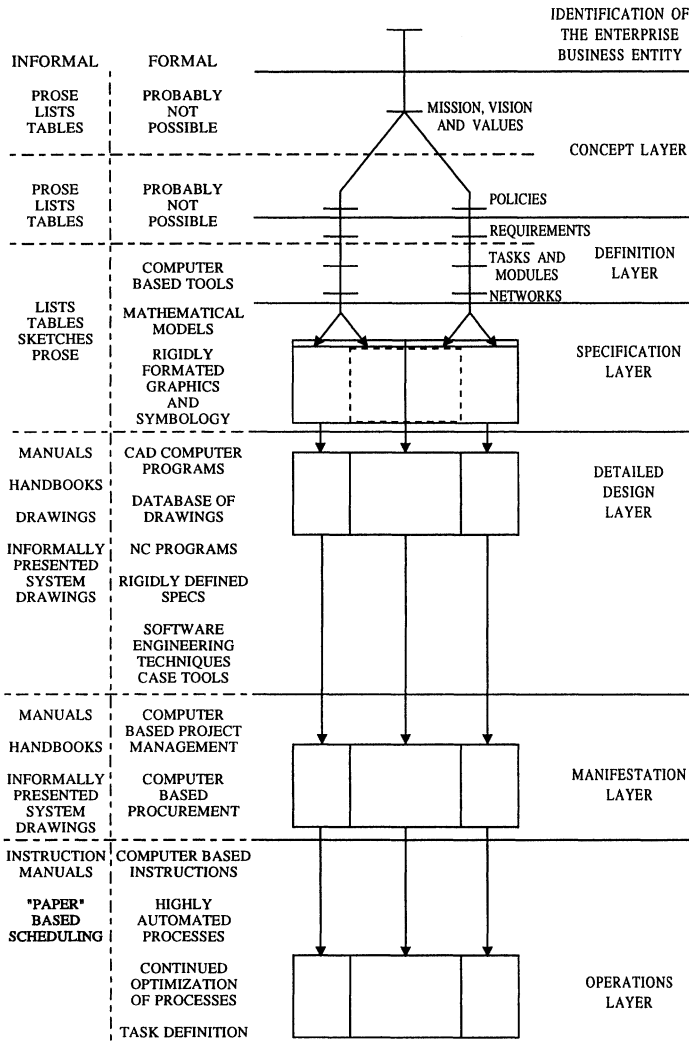 IDENTIFICATION OF
THE ENTERPRISE
BUSINESS ENTITY
INFORMAL
FORMAL
PROSE
LISTS
TABLES
PROBABLY
NOT
POSSIBLE
MISSION, VISION
AND VALUES
CONCEPT LAYER
PROSE
LISTS
TABLES
PROBABLY
NOT
POSSIBLE
POLICIES
REQUIREMENTS
DEFINITION
LAYER
COMPUTER
BASED TOOLS
TASKS AND
MODULES
NETWORKS
LISTS
TABLES
SKETCHES
PROSE
MATHEMATICAL
MODELS
RIGIDLY
FORMATED
GRAPHICS
AND
SYMBOLOGY
SPECIFICATION
LAYER
MANUALS
HANDBOOKS
DRAWINGS
INFORMALLY
PRESENTED
SYSTEM
DRAWINGS
CAD COMPUTER
PROGRAMS
DATABASE OF
DRAWINGS
NC PROGRAMS
RIGIDLY DEFINED
SPECS
SOFTWARE
ENGINEERING
TECHNIQUES
CASE TOOLS
DETAILED
DESIGN
LAYER
MANUALS
HANDBOOKS
INFORMALLY
PRESENTED
SYSTEM
DRAWINGS
COMPUTER
BASED PROJECT
MANAGEMENT
COMPUTER
BASED
PROCUREMENT
MANIFESTATION
LAYER
INSTRUCTION
MANUALS
"PAPER"
BASED
SCHEDULING
COMPUTER BASED
INSTRUCTIONS
HIGHLY
AUTOMATED
PROCESSES
CONTINUED
OPTIMIZATION
OF PROCESSES
TASK DEFINITION
OPERATIONS
LAYER